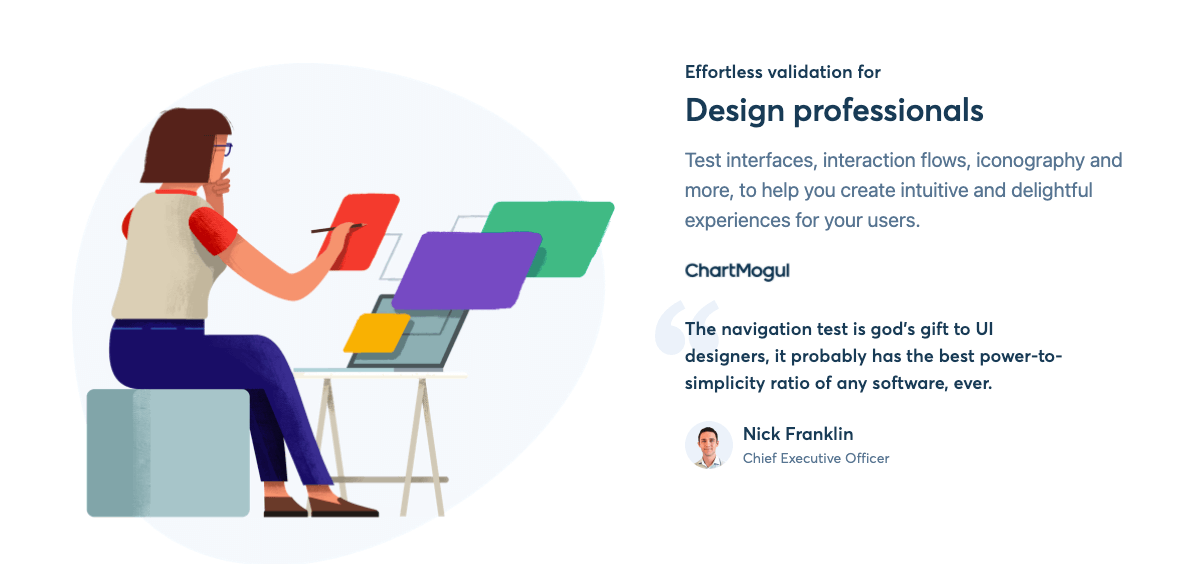 Effortless validation for
Design professionals
Test interfaces, interaction flows, iconography and
more, to help you create intuitive and delightful
experiences for your users.
ChartMogul
“
The navigation test is god’s gift to UI
designers, it probably has the best power-to-
simplicity ratio of any software, ever.
Nick Franklin
Chief Executive Officer